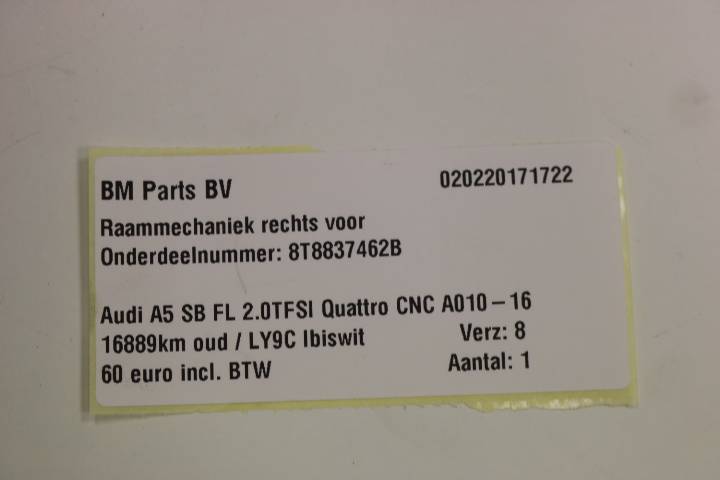 BM Parts BV 020220171722
Raammechaniek rechts voor
Onderdeelnummer: 8T8837462B
Audi A5 SB FL 2.0TFSI Quattro CNC A010-16
16889km oud / LY9C Ibiswit Verz: 8
60 euro incl. BTW Aantal: 1